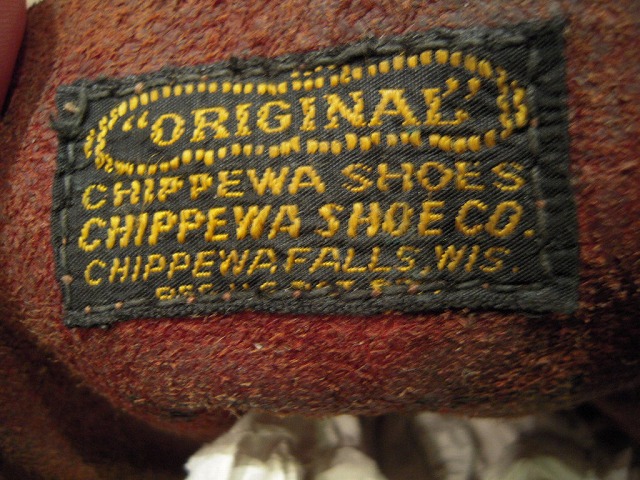 "ORIGINAL"
CHIPPEWA SHOES
CHIPPEWA SHOE CO.
CHIPPEWA FALLS, WIS.